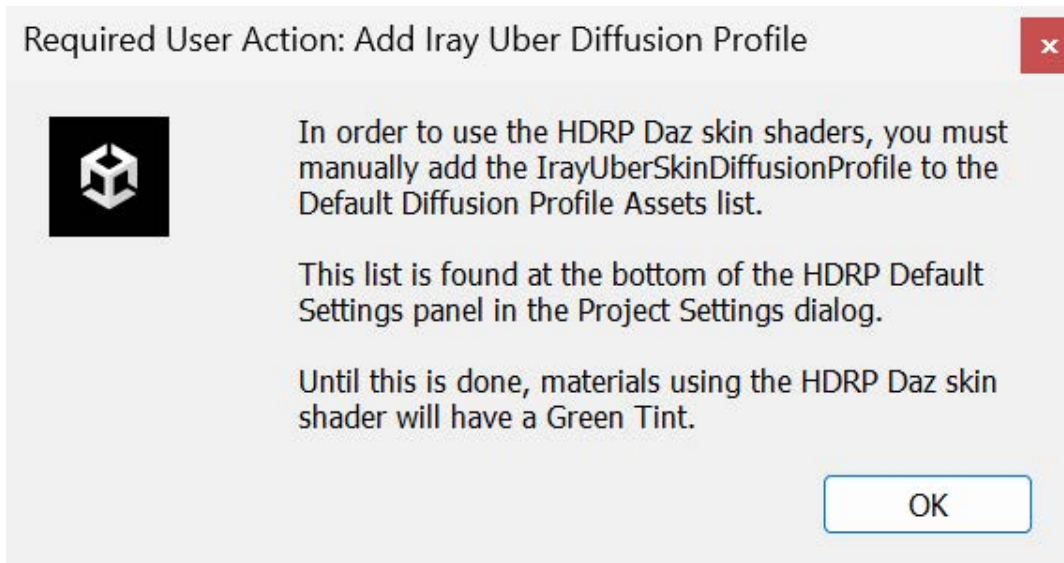 Required User Action: Add Iray Uber Diffusion Profile
x
In order to use the HDRP Daz skin shaders, you must
manually add the IrayUberSkinDiffusionProfile to the
Default Diffusion Profile Assets list.
This list is found at the bottom of the HDRP Default
Settings panel in the Project Settings dialog.
Until this is done, materials using the HDRP Daz skin
shader will have a Green Tint.
OK